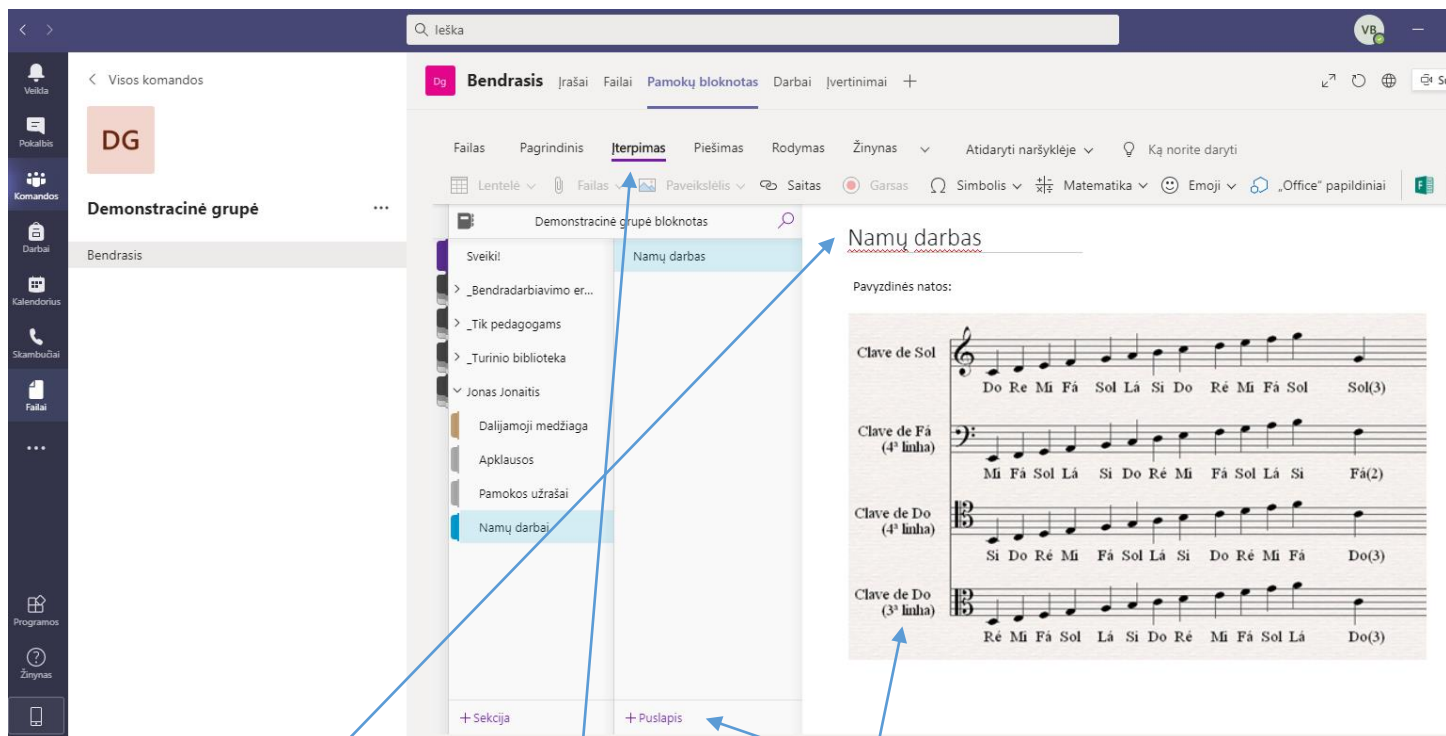 Ieška
VB
Veikla
Pokalbis
Komandos
Darbai
Kalendorius
Skambučiai
Failai
Programos
Žinynas
Visos komandos
DG
Demonstracinė grupė
Bendrasis
Dg Bendrasis Įrašai Failai Pamokų bloknotas Darbai Įvertinimai
Failas Pagrindinis Įterpimas Piešimas Rodymas Žinynas Atidaryti naršyklėje Ką norite daryti
Lentelė Failas Paveikslėlis Saitas Garsas Simbolis Matematika Emoji „Office” papildiniai
Demonstracinė grupė bloknotas
Sveiki!
_Bendradarbiavimo er...
_Tik pedagogams
_Turinio biblioteka
Jonas Jonaitis
Dalijamoji medžiaga
Apklausos
Pamokos užrašai
Namų darbai
+ Sekcija
Namų darbas
+ Puslapis
Namų darbas
Pavyzdinės natos:
Clave de Sol
Do Re Mi Fá Sol Lá Si Do Ré Mi Fá Sol Sol(3)
Clave de Fá
(4ª linha)
Mi Fá Sol Lá Si Do Ré Mi Fá Sol Lá Si Fá(2)
Clave de Do
(4ª linha)
Si Do Ré Mi Fá Sol Lá Si Do Ré Mi Fá Do(3)
Clave de Do
(3ª linha)
Ré Mi Fá Sol Lá Si Do Ré Mi Fá Sol Lá Do(3)